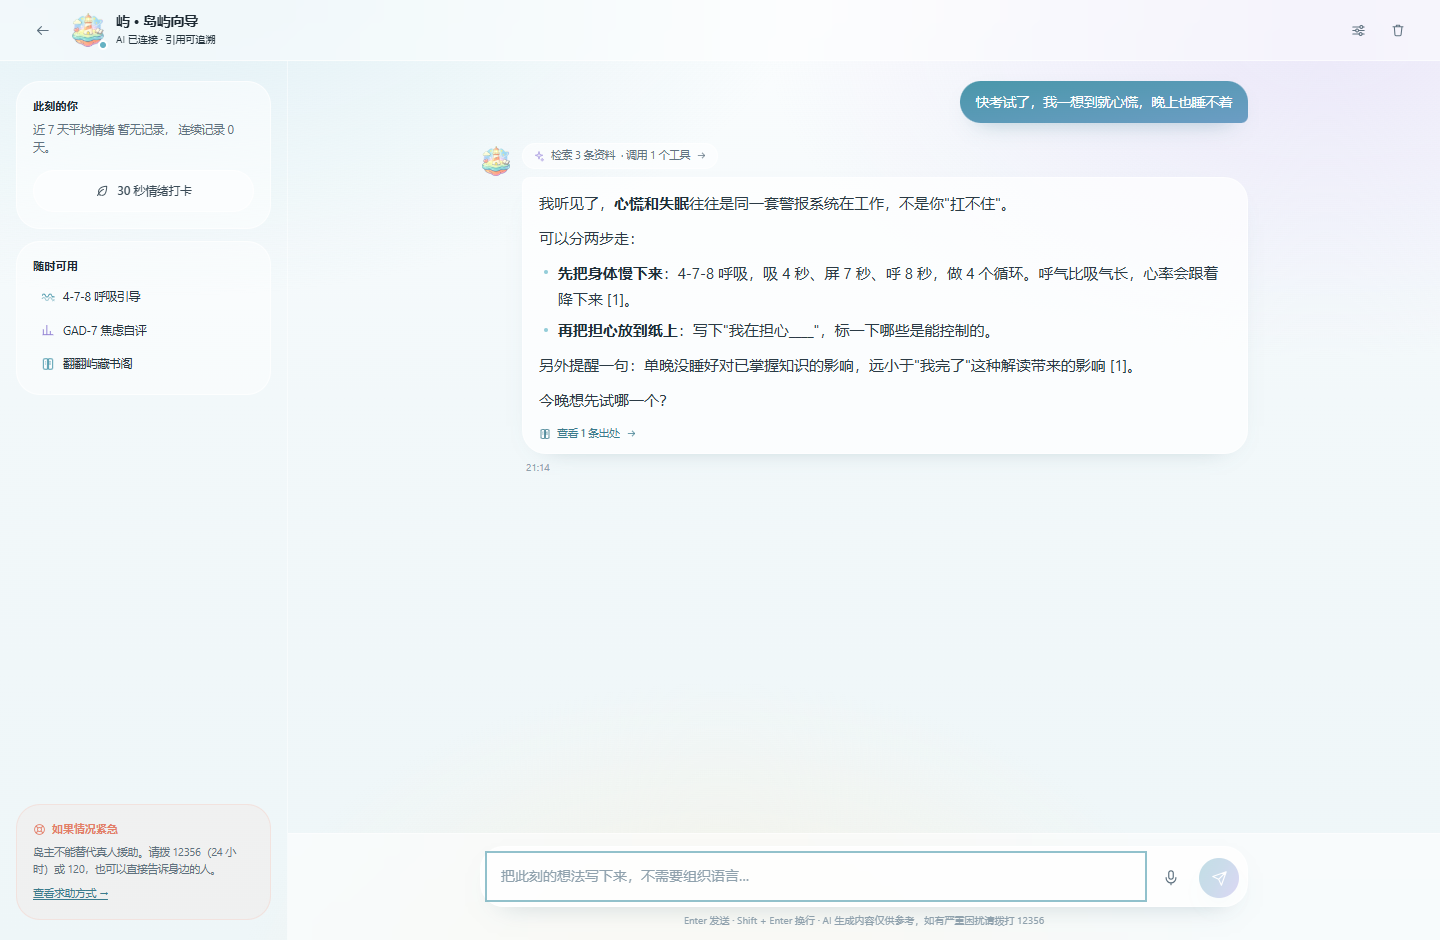 屿 • 岛屿向导
AI 已连接 · 引用可追溯
此刻的你
近 7 天平均情绪 暂无记录， 连续记录 0
天。
30 秒情绪打卡
随时可用
4-7-8 呼吸引导
GAD-7 焦虑自评
翻翻屿藏书阁
如果情况紧急
岛主不能替代真人援助。请拨 12356（24 小
时）或 120，也可以直接告诉身边的人。
查看求助方式 →
快考试了，我一想到就心慌，晚上也睡不着
检索 3 条资料 · 调用 1 个工具 →
我听见了，心慌和失眠往往是同一套警报系统在工作，不是你"扛不住"。
可以分两步走：
• 先把身体慢下来：4-7-8 呼吸，吸 4 秒、屏 7 秒、呼 8 秒，做 4 个循环。呼气比吸气长，心率会跟着
降下来 [1]。
• 再把担心放到纸上：写下"我在担心____"，标一下哪些是能控制的。
另外提醒一句：单晚没睡好对已掌握知识的影响，远小于"我完了"这种解读带来的影响 [1]。
今晚想先试哪一个？
查看 1 条出处 →
21:14
把此刻的想法写下来，不需要组织语言...
Enter 发送 · Shift + Enter 换行 · AI 生成内容仅供参考，如有严重困扰请拨打 12356